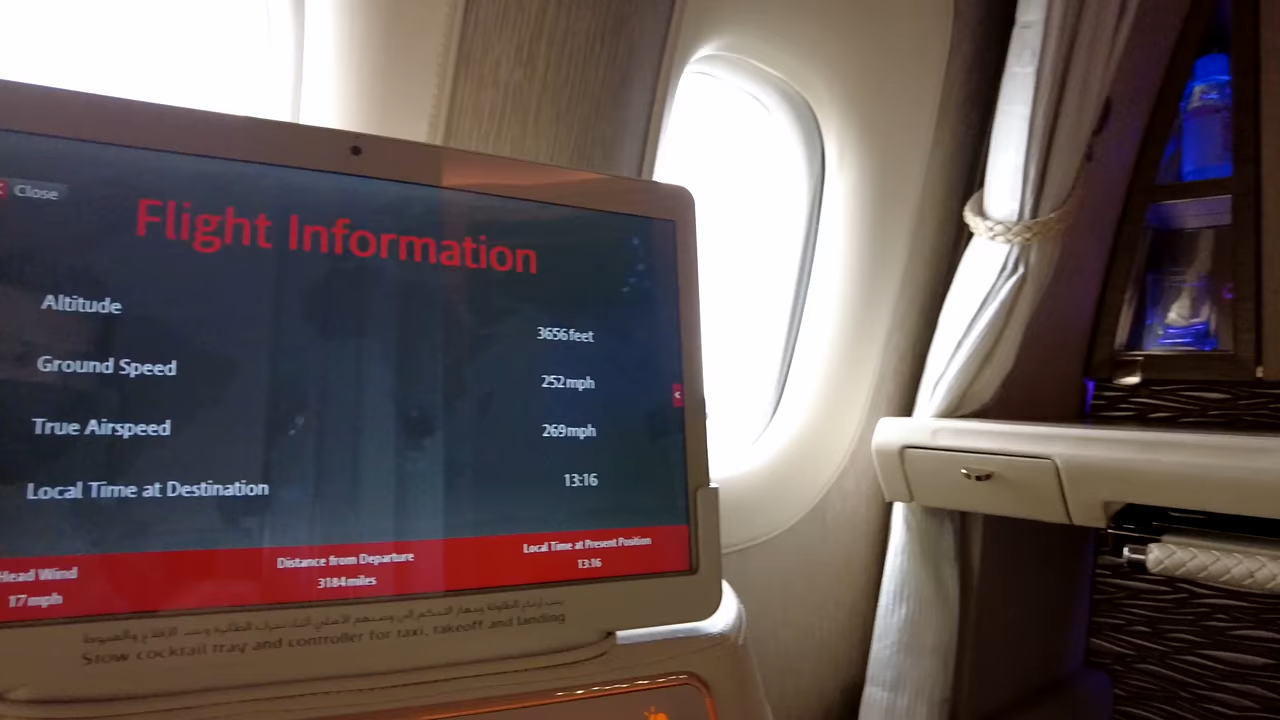 Close
Flight Information
Altitude
3656 feet
Ground Speed
252 mph
True Airspeed
269 mph
Local Time at Destination
13:16
Head Wind
17 mph
Distance from Departure
3184 miles
Local Time at Present Position
13:16
Stow cocktail tray and controller for taxi, takeoff and landing